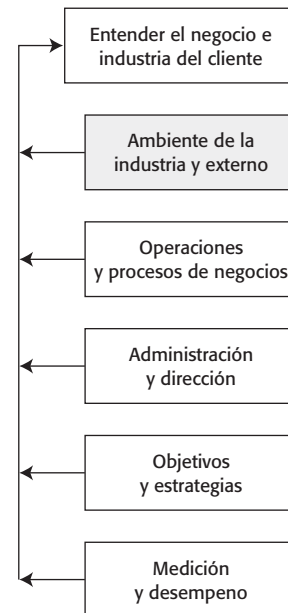 Entender el negocio e
industria del cliente
Ambiente de la
industria y externo
Operaciones
y procesos de negocios
Administración
y dirección
Objetivos
y estrategias
Medición
y desempeno